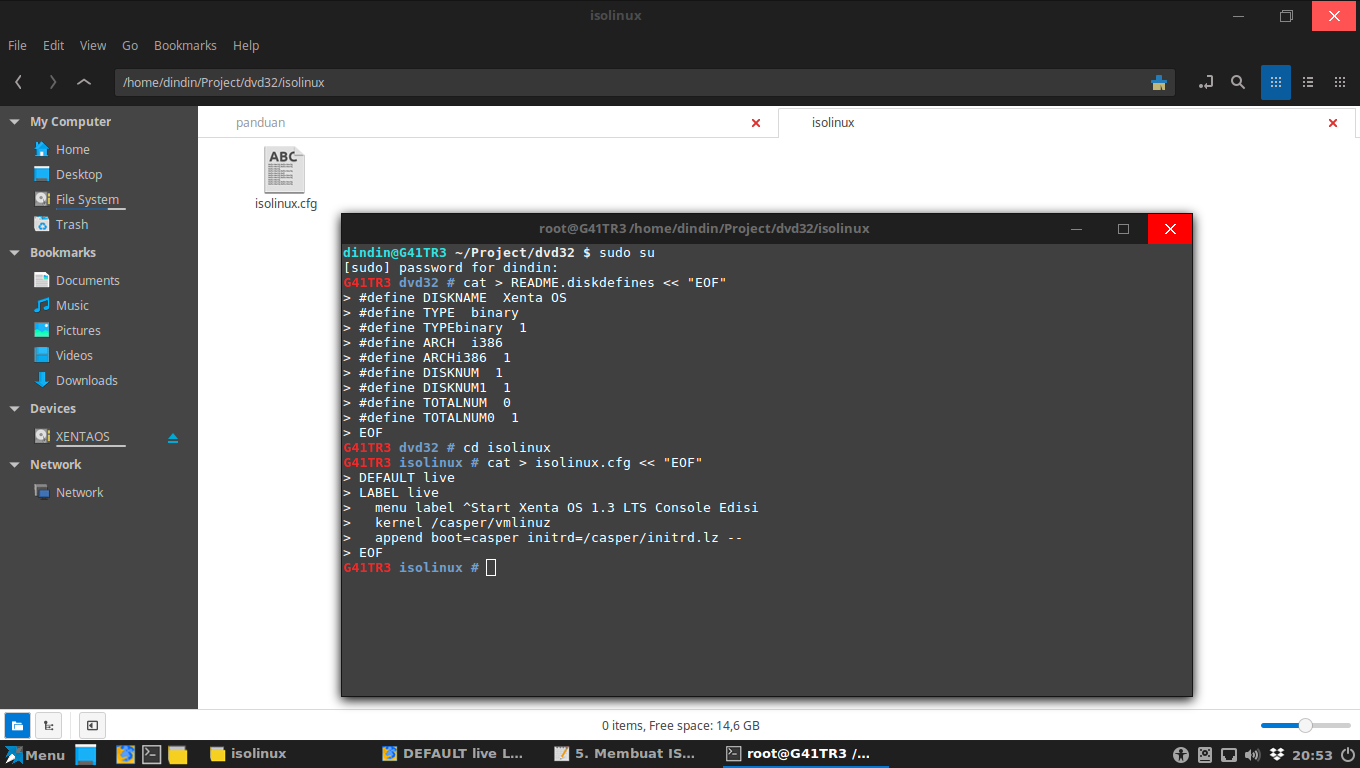 isolinux
File Edit View Go Bookmarks Help
/home/dindin/Project/dvd32/isolinux
My Computer
Home
Desktop
File System
Trash
Bookmarks
Documents
Music
Pictures
Videos
Downloads
Devices
XENTAOS
Network
Network
panduan
isolinux
ABC
isolinux.cfg
root@G41TR3 /home/dindin/Project/dvd32/isolinux
dindin@G41TR3 ~/Project/dvd32 $ sudo su
[sudo] password for dindin:
G41TR3 dvd32 # cat > README.diskdefines << "EOF"
> #define DISKNAME  Xenta OS
> #define TYPE  binary
> #define TYPEbinary  1
> #define ARCH  i386
> #define ARCHi386  1
> #define DISKNUM  1
> #define DISKNUM1  1
> #define TOTALNUM  0
> #define TOTALNUM0  1
> EOF
G41TR3 dvd32 # cd isolinux
G41TR3 isolinux # cat > isolinux.cfg << "EOF"
> DEFAULT live
> LABEL live
>   menu label ^Start Xenta OS 1.3 LTS Console Edisi
>   kernel /casper/vmlinuz
>   append boot=casper initrd=/casper/initrd.lz --
> EOF
G41TR3 isolinux #
0 items, Free space: 14,6 GB
Menu isolinux DEFAULT live L... 5. Membuat IS... root@G41TR3 /... 20:53